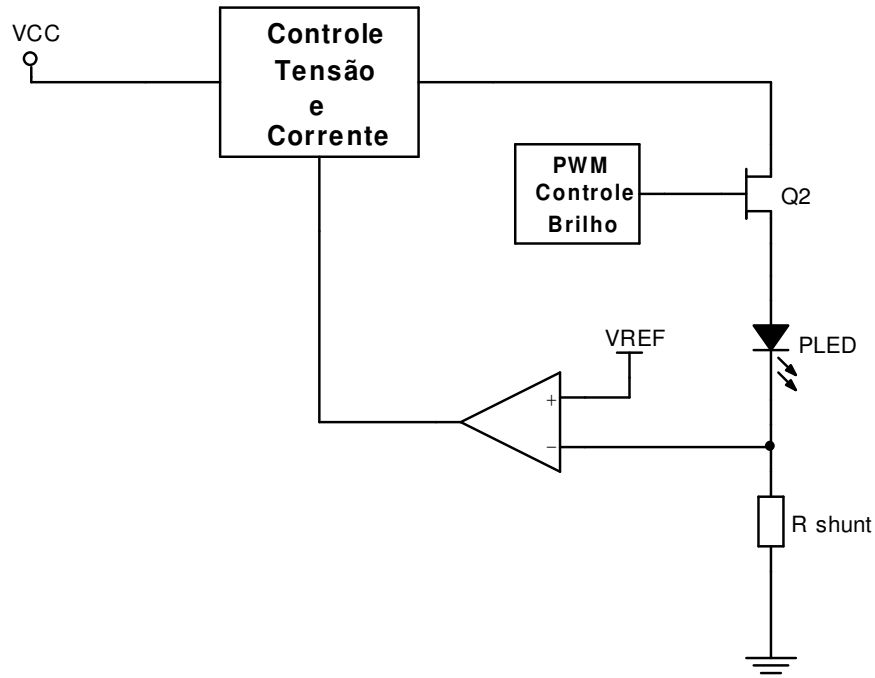 VCC
Controle
Tensão
e
Corrente
PWM
Controle
Brilho
Q2
VREF
PLED
+
−
R shunt